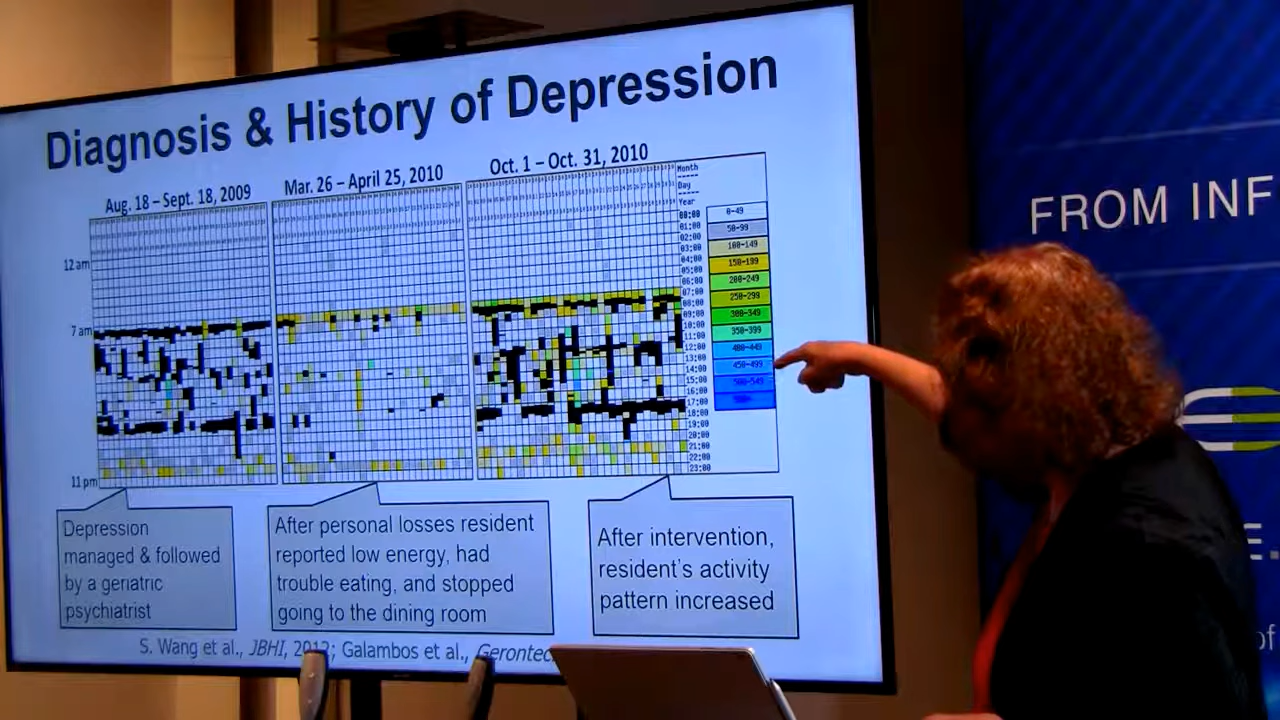 Diagnosis & History of Depression
Aug. 18 – Sept. 18, 2009
Mar. 26 – April 25, 2010
Oct. 1 – Oct. 31, 2010
Month
Day
Year
12 am
7 am
11 pm
00:00
01:00
02:00
03:00
04:00
05:00
06:00
07:00
08:00
09:00
10:00
11:00
12:00
13:00
14:00
15:00
16:00
17:00
18:00
19:00
20:00
21:00
22:00
23:00
0-49
50-99
100-149
150-199
200-249
250-299
300-349
350-399
400-449
450-499
500-549
Depression
managed & followed
by a geriatric
psychiatrist
After personal losses resident
reported low energy, had
trouble eating, and stopped
going to the dining room
After intervention,
resident's activity
pattern increased
S. Wang et al., JBHI, 2012; Galambos et al., Gerontec
FROM INF
E.
of